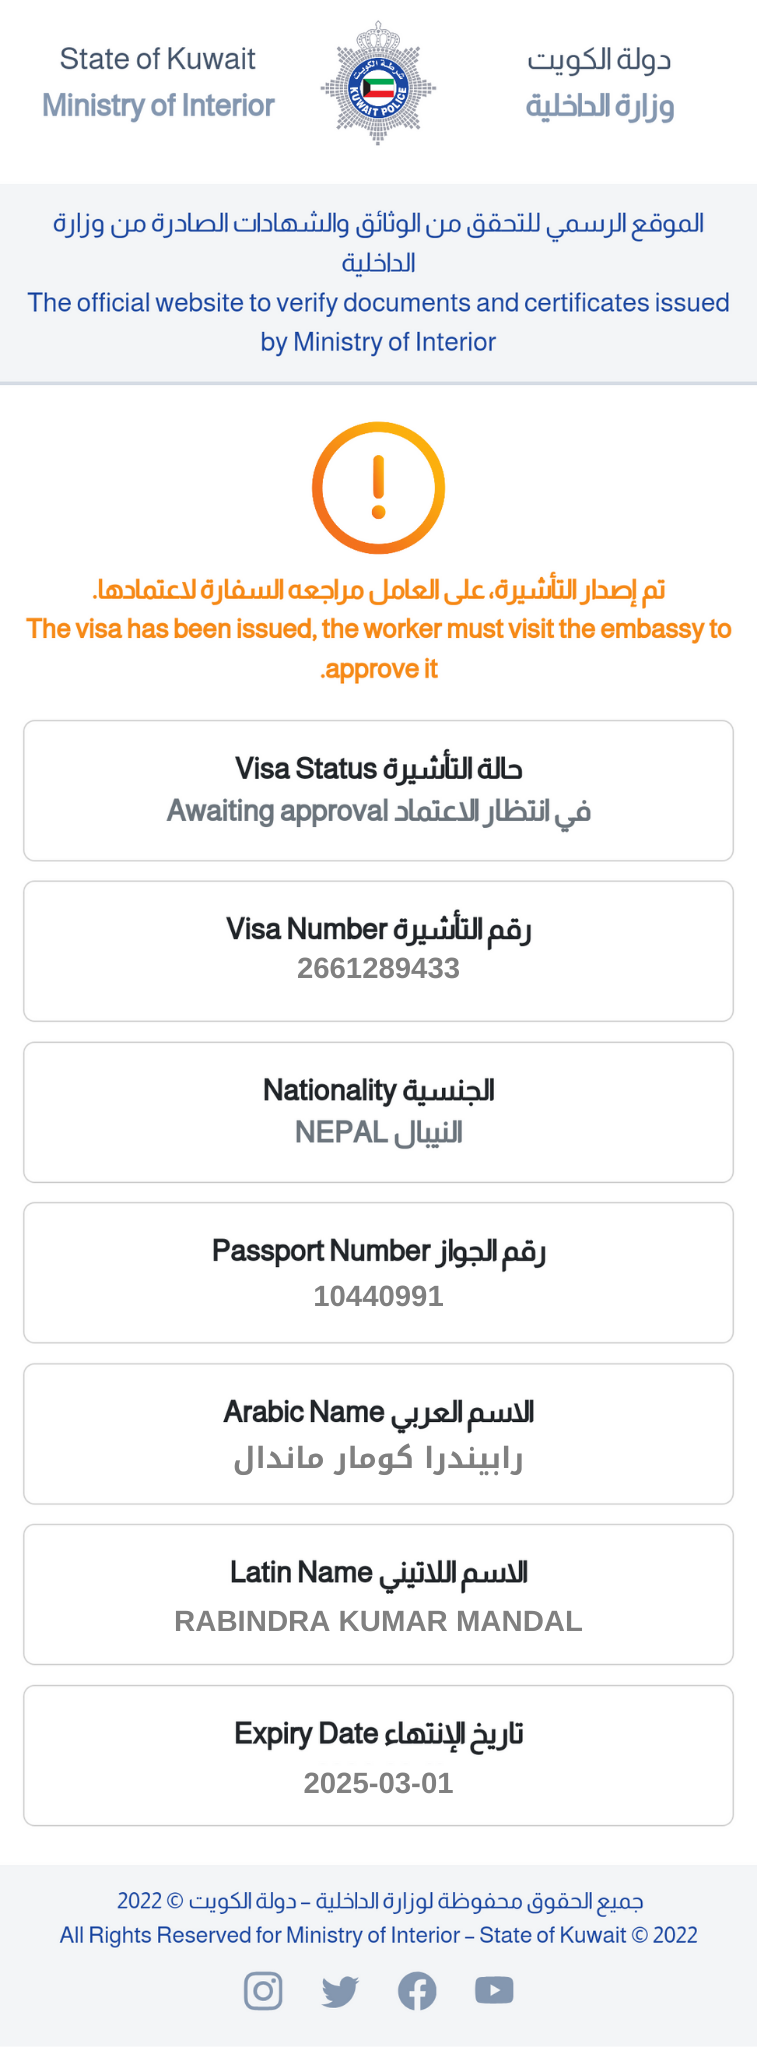 State of Kuwait
Ministry of Interior
شرطة الكويت
KUWAIT POLICE
دولة الكويت
وزارة الداخلية
الموقع الرسمي للتحقق من الوثائق والشهادات الصادرة من وزارة
الداخلية
The official website to verify documents and certificates issued
by Ministry of Interior
تم إصدار التأشيرة، على العامل مراجعه السفارة لاعتمادها.
The visa has been issued, the worker must visit the embassy to
.approve it
Visa Status حالة التأشيرة
Awaiting approval في انتظار الاعتماد
Visa Number رقم التأشيرة
2661289433
Nationality الجنسية
NEPAL النيبال
Passport Number رقم الجواز
10440991
Arabic Name الاسم العربي
رابيندرا كومار ماندال
Latin Name الاسم اللاتيني
RABINDRA KUMAR MANDAL
Expiry Date تاريخ الإنتهاء
2025-03-01
جميع الحقوق محفوظة لوزارة الداخلية – دولة الكويت © 2022
All Rights Reserved for Ministry of Interior – State of Kuwait © 2022